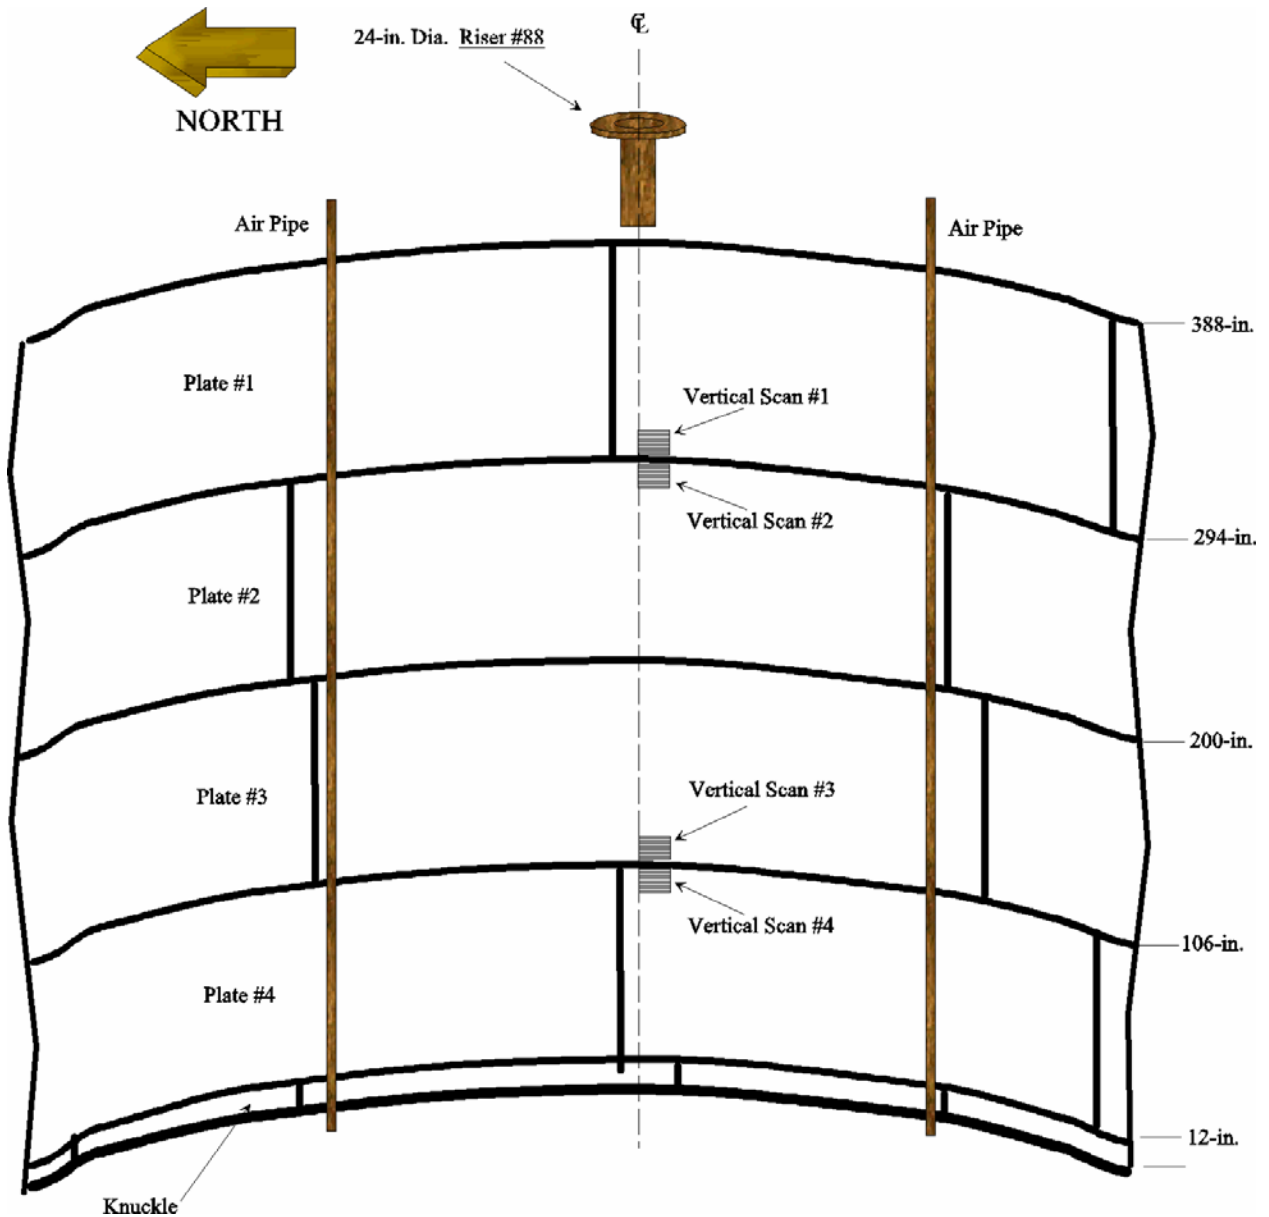 ℄
24-in. Dia. Riser #88
NORTH
Air Pipe
Air Pipe
388-in.
Plate #1
Vertical Scan #1
Vertical Scan #2
294-in.
Plate #2
200-in.
Vertical Scan #3
Plate #3
Vertical Scan #4
106-in.
Plate #4
12-in.
Knuckle